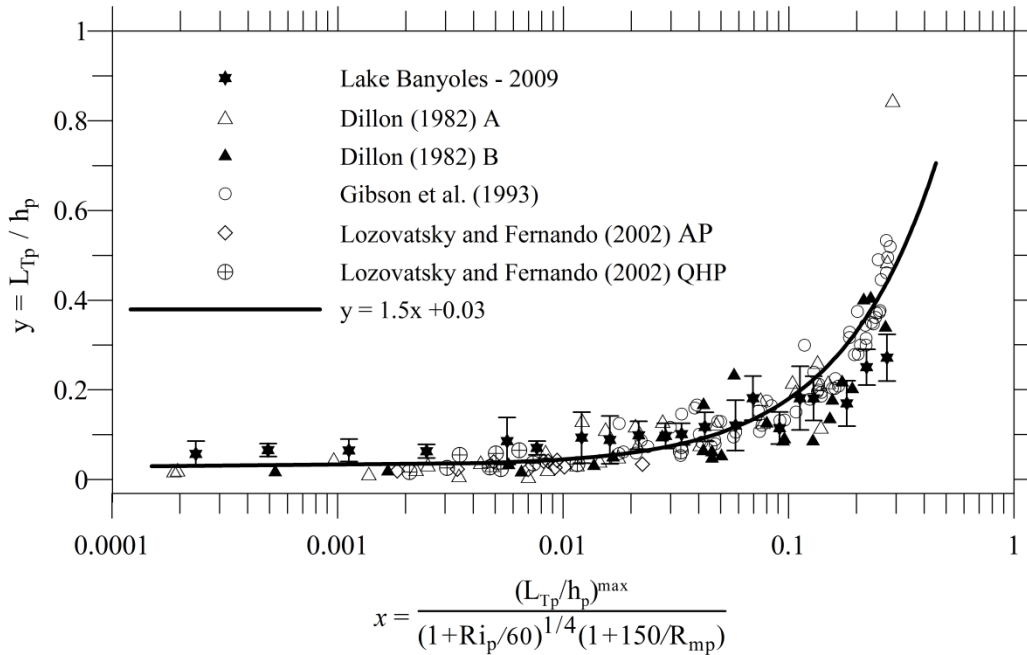 1
0.8
0.6
0.4
0.2
0
y = L_Tp / h_p
Lake Banyoles - 2009
Dillon (1982) A
Dillon (1982) B
Gibson et al. (1993)
Lozovatsky and Fernando (2002) AP
Lozovatsky and Fernando (2002) QHP
y = 1.5x +0.03
0.0001 0.001 0.01 0.1 1
x = (L_Tp/h_p)^max / (1+Ri_p/60)^1/4 (1+150/R_mp)